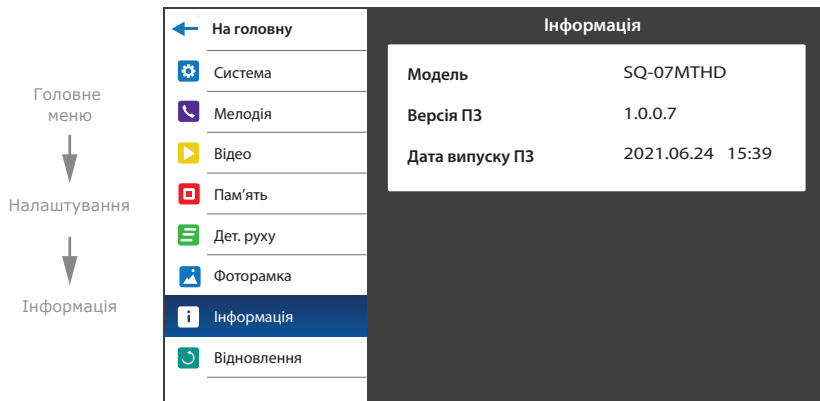 Головне
меню
Налаштування
Інформація
На головну
Система
Мелодія
Відео
Пам’ять
Дет. руху
Фоторамка
Інформація
Відновлення
Інформація
Модель SQ-07MTHD
Версія ПЗ 1.0.0.7
Дата випуску ПЗ 2021.06.24 15:39